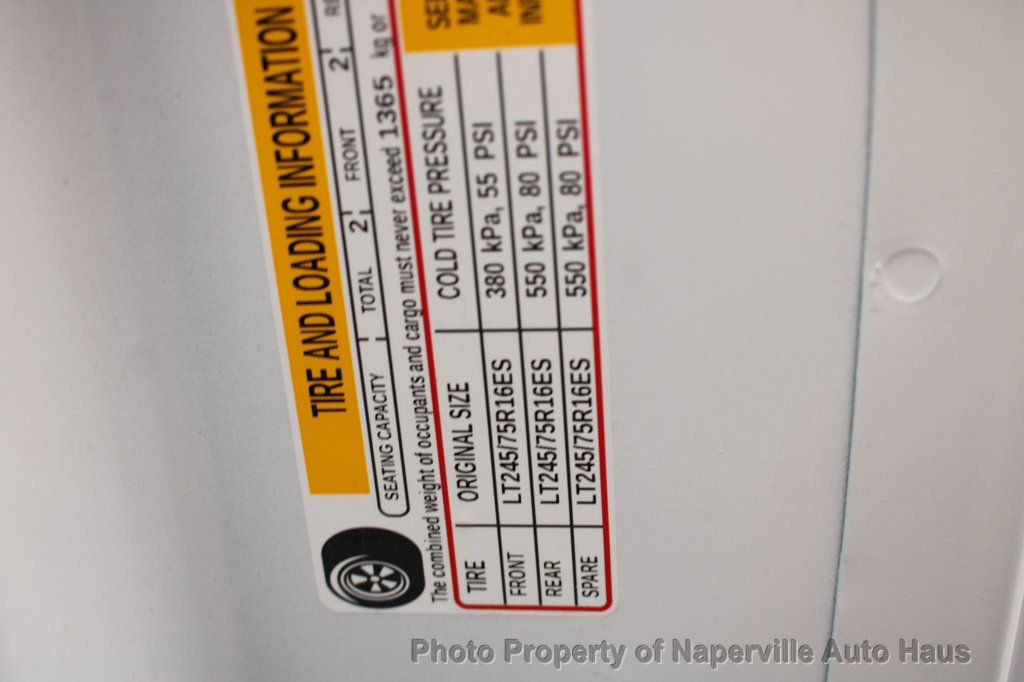 TIRE AND LOADING INFORMATION
SEATING CAPACITY TOTAL 2 FRONT 2
The combined weight of occupants and cargo must never exceed 1365 kg or
TIRE ORIGINAL SIZE COLD TIRE PRESSURE
FRONT LT245/75R16ES 380 kPa, 55 PSI
REAR LT245/75R16ES 550 kPa, 80 PSI
SPARE LT245/75R16ES 550 kPa, 80 PSI
Photo Property of Naperville Auto Haus